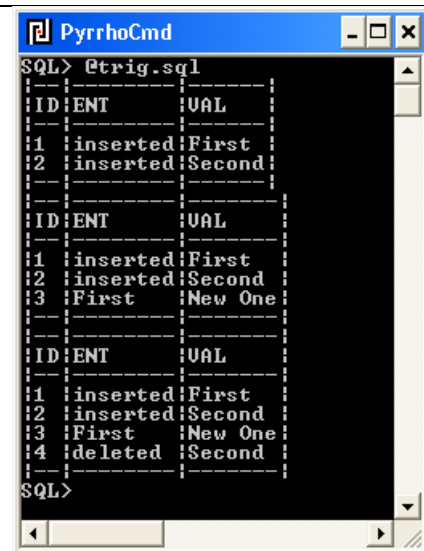 PyrrhoCmd
SQL> @trig.sql
|--|--------|------|
|ID|ENT     |VAL   |
|--|--------|------|
|1 |inserted|First |
|2 |inserted|Second|
|--|--------|------|
|--|--------|-------|
|ID|ENT     |VAL    |
|--|--------|-------|
|1 |inserted|First  |
|2 |inserted|Second |
|3 |First   |New One|
|--|--------|-------|
|--|--------|-------|
|ID|ENT     |VAL    |
|--|--------|-------|
|1 |inserted|First  |
|2 |inserted|Second |
|3 |First   |New One|
|4 |deleted |Second |
|--|--------|-------|
SQL>